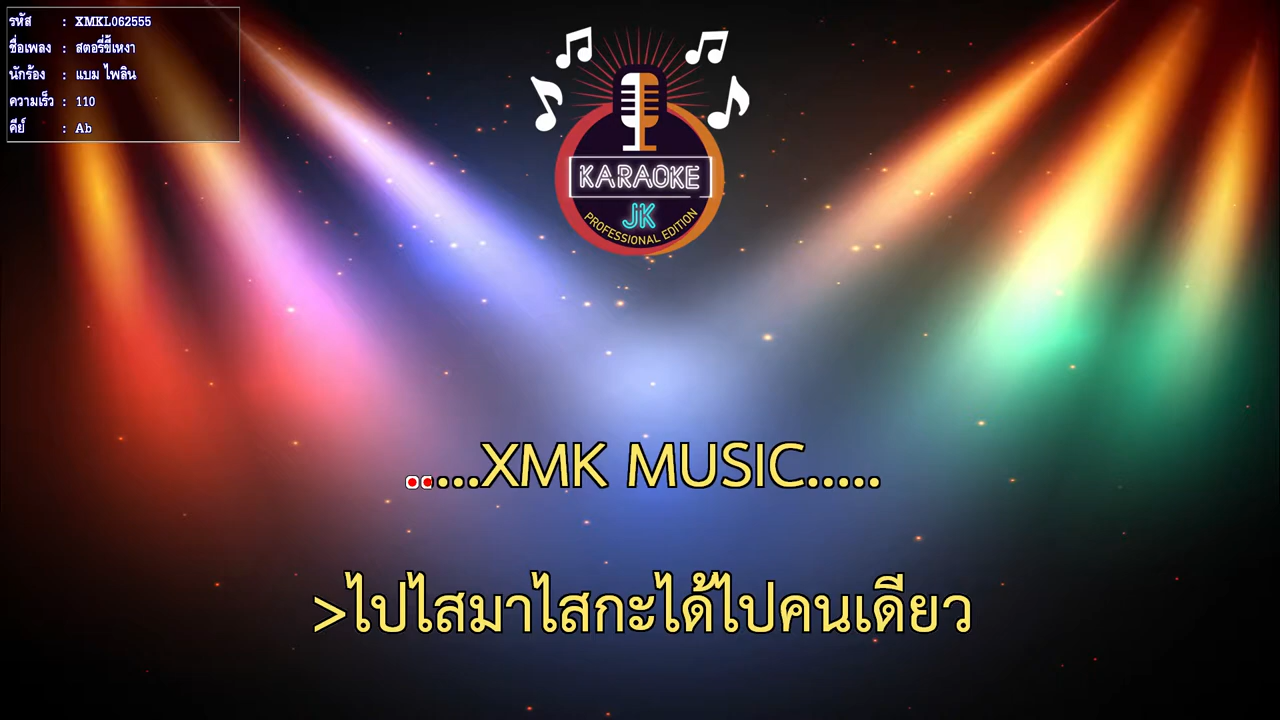 รหัส : XMKL062555
ชื่อเพลง : สตอรี่ขี้เหงา
นักร้อง : แบม ไพลิน
ความเร็ว : 110
คีย์ : Ab
KARAOKE
JK
PROFESSIONAL EDITION
.....XMK MUSIC.....
>ไปไสมาไสกะได้ไปคนเดียว